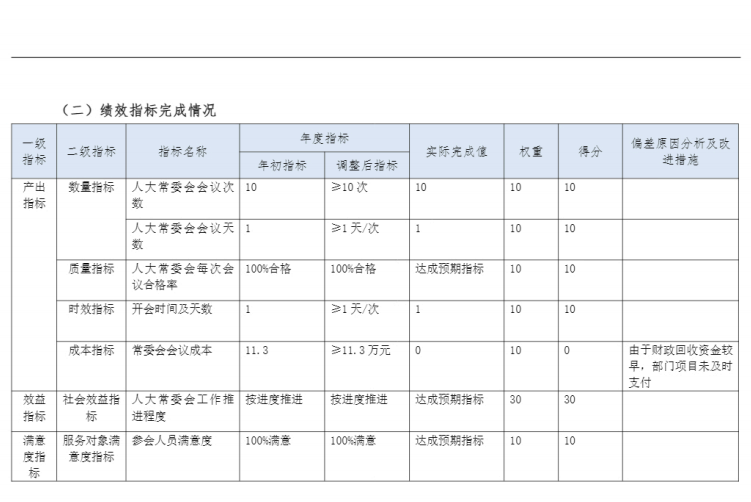 （二）绩效指标完成情况
一级指标 二级指标 指标名称 年度指标 实际完成值 权重 得分 偏差原因分析及改进措施
年初指标 调整后指标
产出指标 数量指标 人大常委会会议次数 10 ≥10 次 10 10 10
人大常委会会议天数 1 ≥1 天/次 1 10 10
质量指标 人大常委会每次会议合格率 100%合格 100%合格 达成预期指标 10 10
时效指标 开会时间及天数 1 ≥1 天/次 1 10 10
成本指标 常委会会议成本 11.3 ≥11.3 万元 0 10 0 由于财政回收资金较早，部门项目未及时支付
效益指标 社会效益指标 人大常委会工作推进程度 按进度推进 按进度推进 达成预期指标 30 30
满意度指标 服务对象满意度指标 参会人员满意度 100%满意 100%满意 达成预期指标 10 10